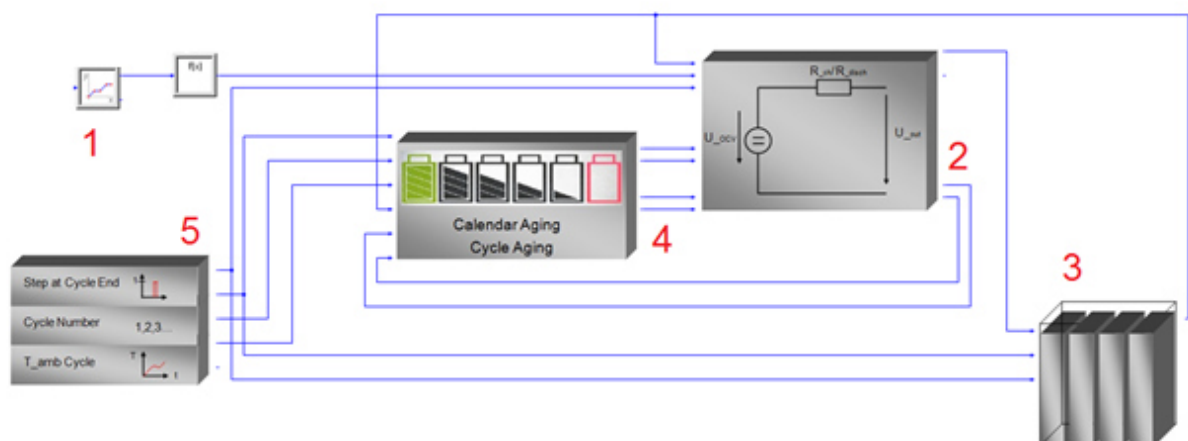 f(x)
R_ch/R_disch
U_OCV
U_out
1
2
Calendar Aging
Cycle Aging
4
5
Step at Cycle End
1
Cycle Number
1,2,3...
T_amb Cycle
T
t
3